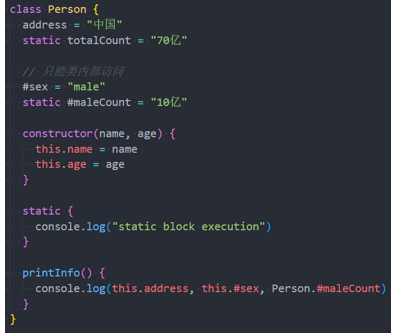 class Person {
  address = "中国"
  static totalCount = "70亿"
  // 只能类内部访问
  #sex = "male"
  static #maleCount = "10亿"
  constructor(name, age) {
    this.name = name
    this.age = age
  }
  static {
    console.log("static block execution")
  }
  printInfo() {
    console.log(this.address, this.#sex, Person.#maleCount)
  }
}